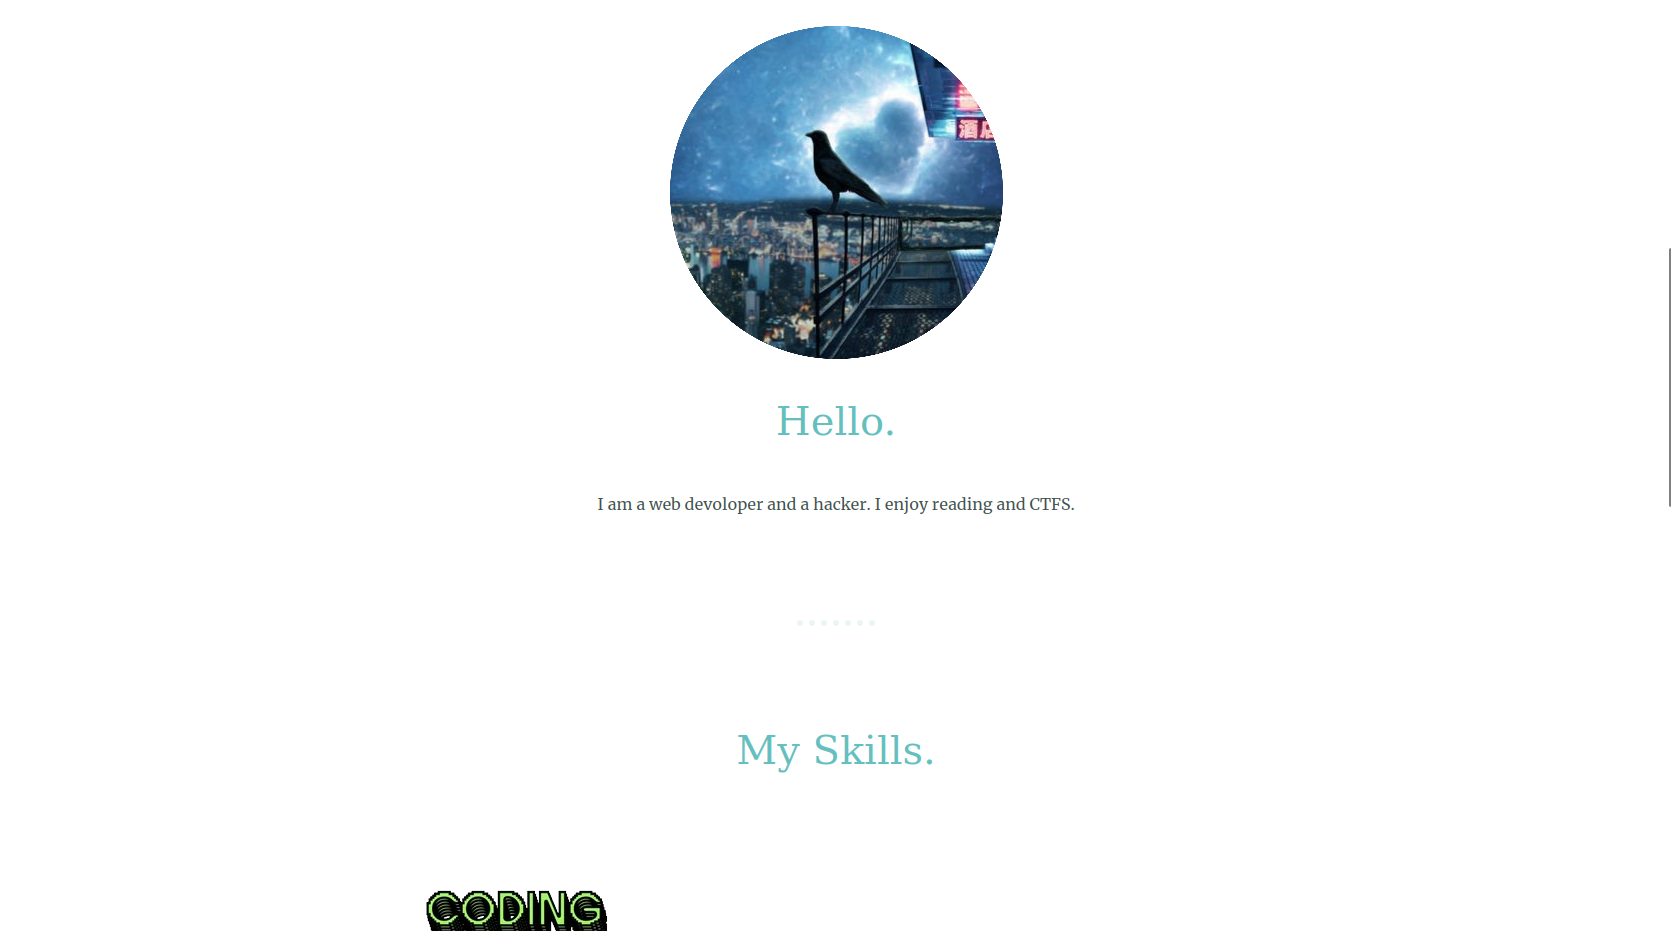 酒店
Hello.
I am a web devoloper and a hacker. I enjoy reading and CTFS.
My Skills.
CODING